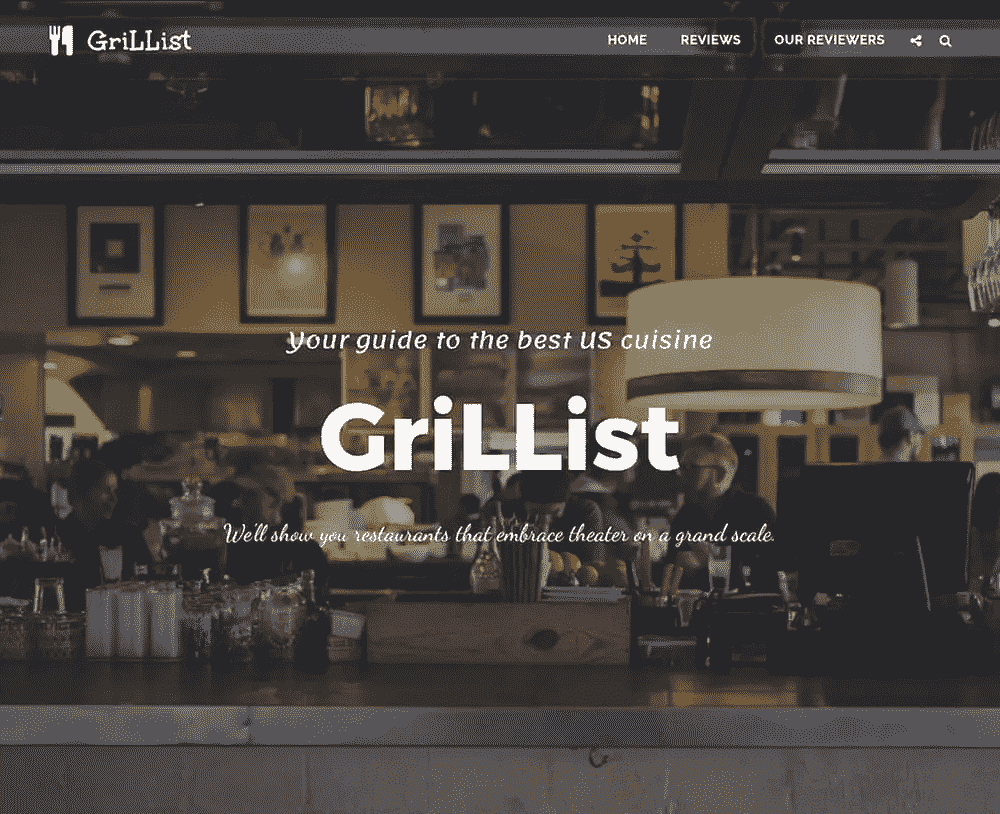 GriLList
HOME REVIEWS OUR REVIEWERS
Your guide to the best US cuisine
GriLList
We'll show you restaurants that embrace theater on a grand scale.